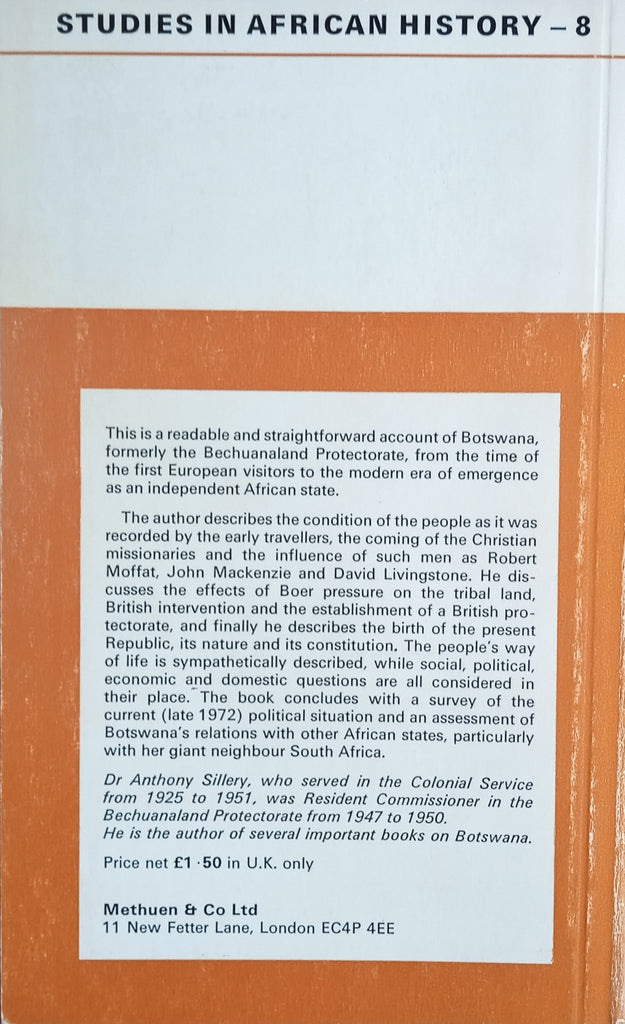 STUDIES IN AFRICAN HISTORY – 8
This is a readable and straightforward account of Botswana,
formerly the Bechuanaland Protectorate, from the time of
the first European visitors to the modern era of emergence
as an independent African state.
The author describes the condition of the people as it was
recorded by the early travellers, the coming of the Christian
missionaries and the influence of such men as Robert
Moffat, John Mackenzie and David Livingstone. He dis-
cusses the effects of Boer pressure on the tribal land,
British intervention and the establishment of a British pro-
tectorate, and finally he describes the birth of the present
Republic, its nature and its constitution. The people's way
of life is sympathetically described, while social, political,
economic and domestic questions are all considered in
their place. The book concludes with a survey of the
current (late 1972) political situation and an assessment of
Botswana's relations with other African states, particularly
with her giant neighbour South Africa.
Dr Anthony Sillery, who served in the Colonial Service
from 1925 to 1951, was Resident Commissioner in the
Bechuanaland Protectorate from 1947 to 1950.
He is the author of several important books on Botswana.
Price net £1·50 in U.K. only
Methuen & Co Ltd
11 New Fetter Lane, London EC4P 4EE